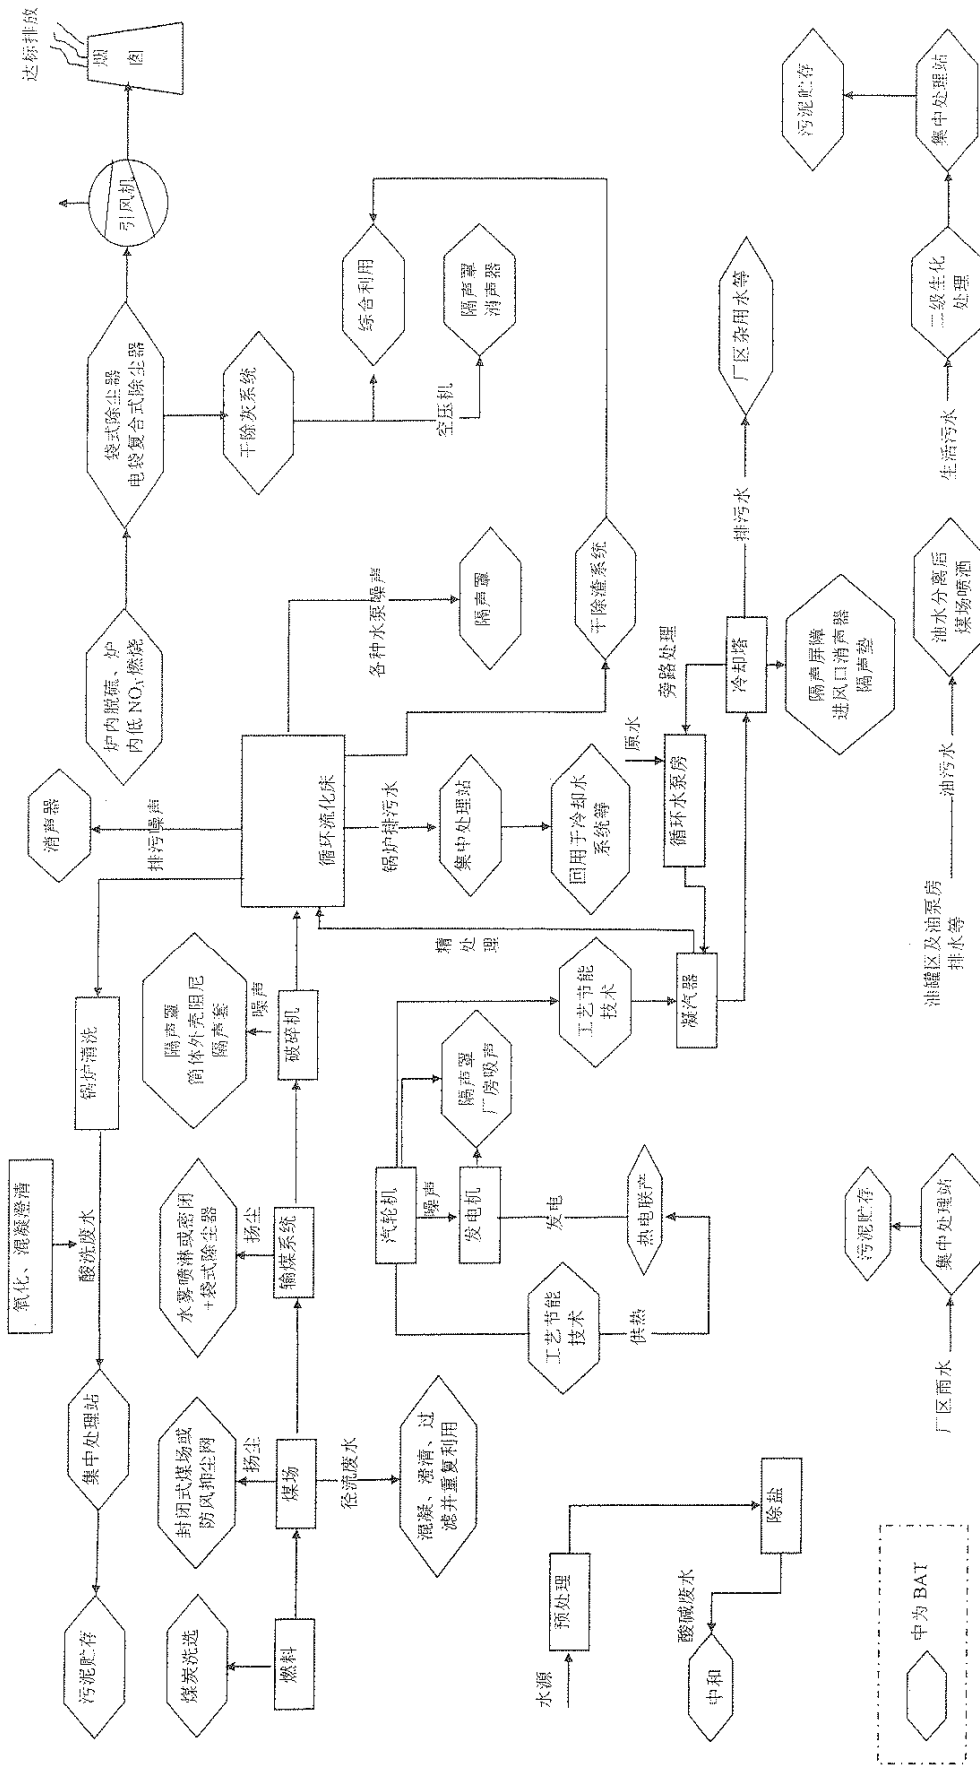 污泥贮存
集中处理站
酸洗废水
氧化、混凝澄清
锅炉清洗
排污噪声
消声器
炉内脱硫、炉
内低 NOX 燃烧
袋式除尘器
电袋复合式除尘器
引风机
烟
囱
达标排放
干除灰系统
综合利用
空压机
隔声罩
消声器
煤炭洗选
燃料
封闭式煤场或
防风抑尘网
扬尘
煤场
径流废水
混凝、澄清、过
滤并重复利用
水雾喷淋或密闭
+袋式除尘器
扬尘
输煤系统
隔声罩
筒体外壳阻尼
隔声套
噪声
破碎机
循环流化床
各种水泵噪声
隔声罩
干除渣系统
锅炉排污水
集中处理站
回用于冷却水
系统等
精
处理
汽轮机
噪声
发电机
发电
热电联产
工艺节能
技术
供热
隔声罩
厂房吸声
工艺节能
技术
凝汽器
原水
循环水泵房
旁路处理
冷却塔
排污水
厂区杂用水等
隔声屏障
进风口消声器
隔声垫
水源
预处理
除盐
酸碱废水
中和
厂区雨水
集中处理站
污泥贮存
油罐区及油泵房
排水等
油污水
油水分离后
煤场喷洒
生活污水
二级生化
处理
集中处理站
污泥贮存
中为 BAT